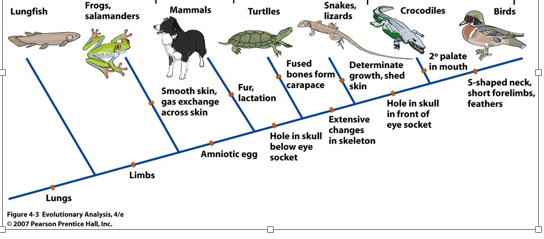 Lungfish
Frogs,
salamanders
Mammals
Turtlles
Snakes,
lizards
Crocodiles
Birds
Smooth skin,
gas exchange
across skin
Fur,
lactation
Fused
bones form
carapace
Determinate
growth, shed
skin
2° palate
in mouth
S-shaped neck,
short forelimbs,
feathers
Hole in skull
in front of
eye socket
Extensive
changes
in skeleton
Hole in skull
below eye
socket
Amniotic egg
Limbs
Lungs
Figure 4-3 Evolutionary Analysis, 4/e
© 2007 Pearson Prentice Hall, Inc.